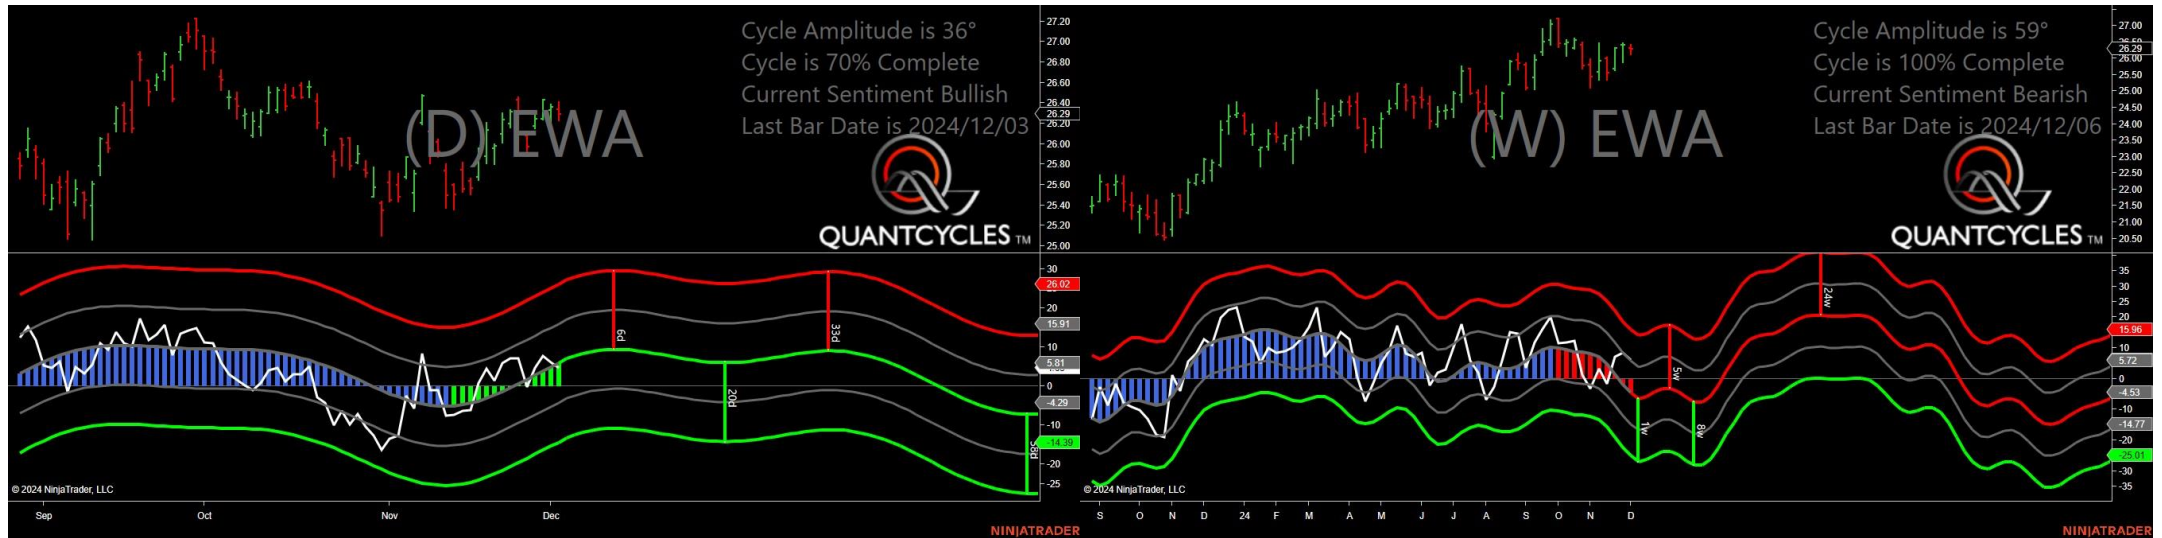 Cycle Amplitude is 36°
Cycle is 70% Complete
Current Sentiment Bullish
Last Bar Date is 2024/12/03
(D) EWA
QUANTCYCLES TM
27.20
27.00
26.80
26.60
26.40
26.29
26.20
26.00
25.80
25.60
25.40
25.20
25.00
30
26.02
20
15.91
10
5.81
0
-4.29
-10
-14.39
-20
-25
6d
20d
33d
© 2024 NinjaTrader, LLC
Sep Oct Nov Dec
NINJATRADER
Cycle Amplitude is 59°
Cycle is 100% Complete
Current Sentiment Bearish
Last Bar Date is 2024/12/06
(W) EWA
QUANTCYCLES TM
27.00
26.29
26.00
25.50
25.00
24.50
24.00
23.50
23.00
22.50
22.00
21.50
21.00
20.50
35
30
25
20
15.96
10
5.72
0
-4.53
-10
-14.77
-20
-25.01
-30
-35
1w
5w
8w
24w
© 2024 NinjaTrader, LLC
S O N D 24 F M A M J J A S O N D
NINJATRADER